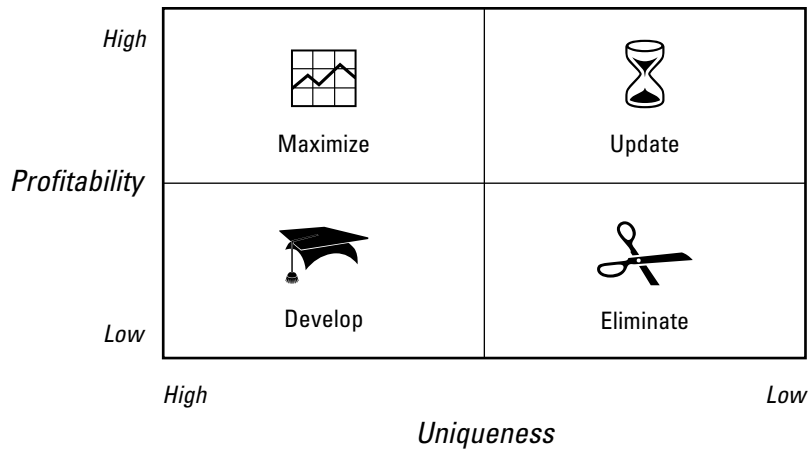 High
Maximize
Update
Profitability
Develop
Eliminate
Low
High
Low
Uniqueness